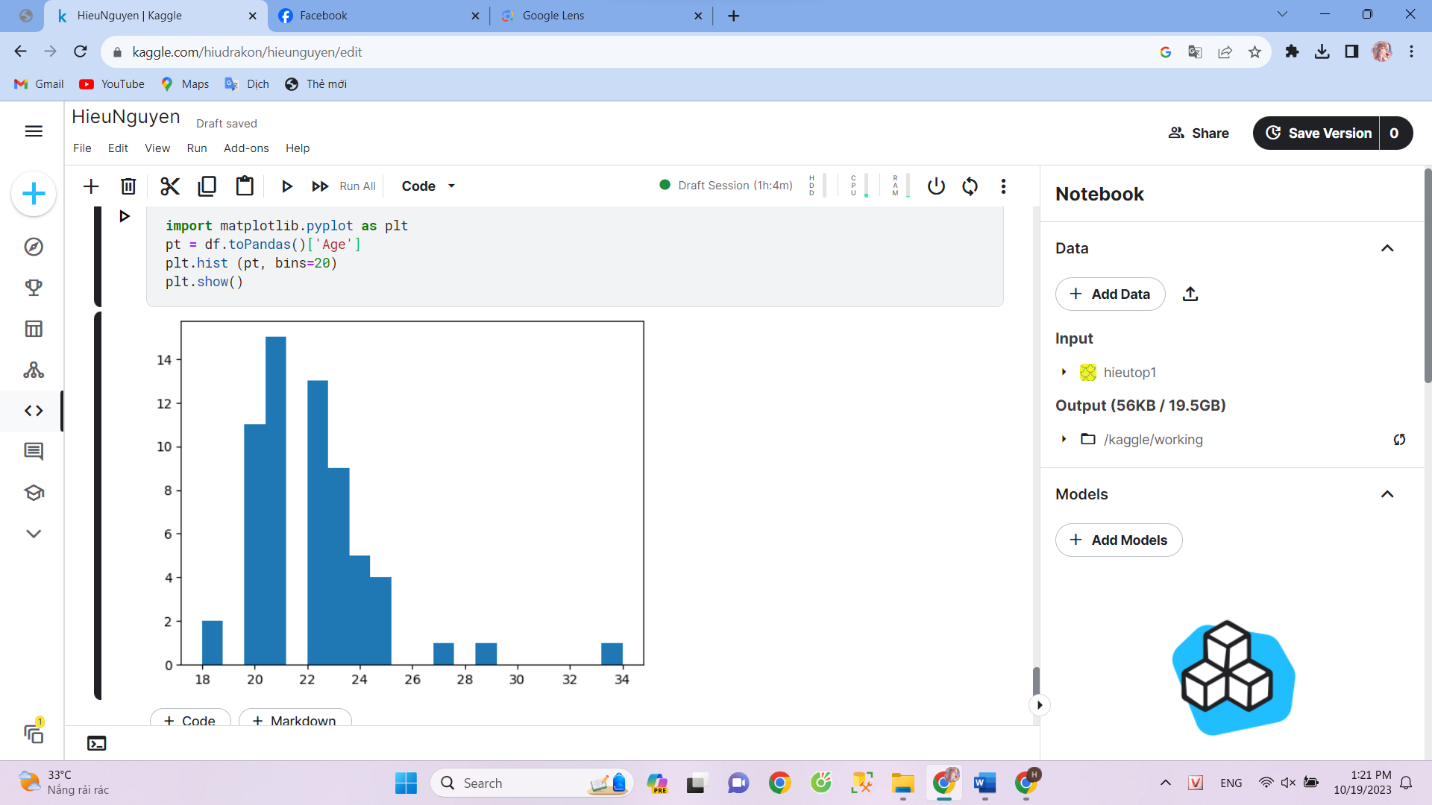 HieuNguyen | Kaggle
Facebook
Google Lens
kaggle.com/hiudrakon/hieunguyen/edit
Gmail YouTube Maps Dịch Thẻ mới
HieuNguyen Draft saved
File Edit View Run Add-ons Help
Share
Save Version 0
Run All Code Draft Session (1h:4m) HDD CPU RAM
import matplotlib.pyplot as plt
pt = df.toPandas()['Age']
plt.hist (pt, bins=20)
plt.show()
14
12
10
8
6
4
2
0
18 20 22 24 26 28 30 32 34
+ Code + Markdown
Notebook
Data
+ Add Data
Input
hieutop1
Output (56KB / 19.5GB)
/kaggle/working
Models
+ Add Models
1
33°C
Nắng rải rác
Search
PRE
H
V
ENG
1:21 PM
10/19/2023